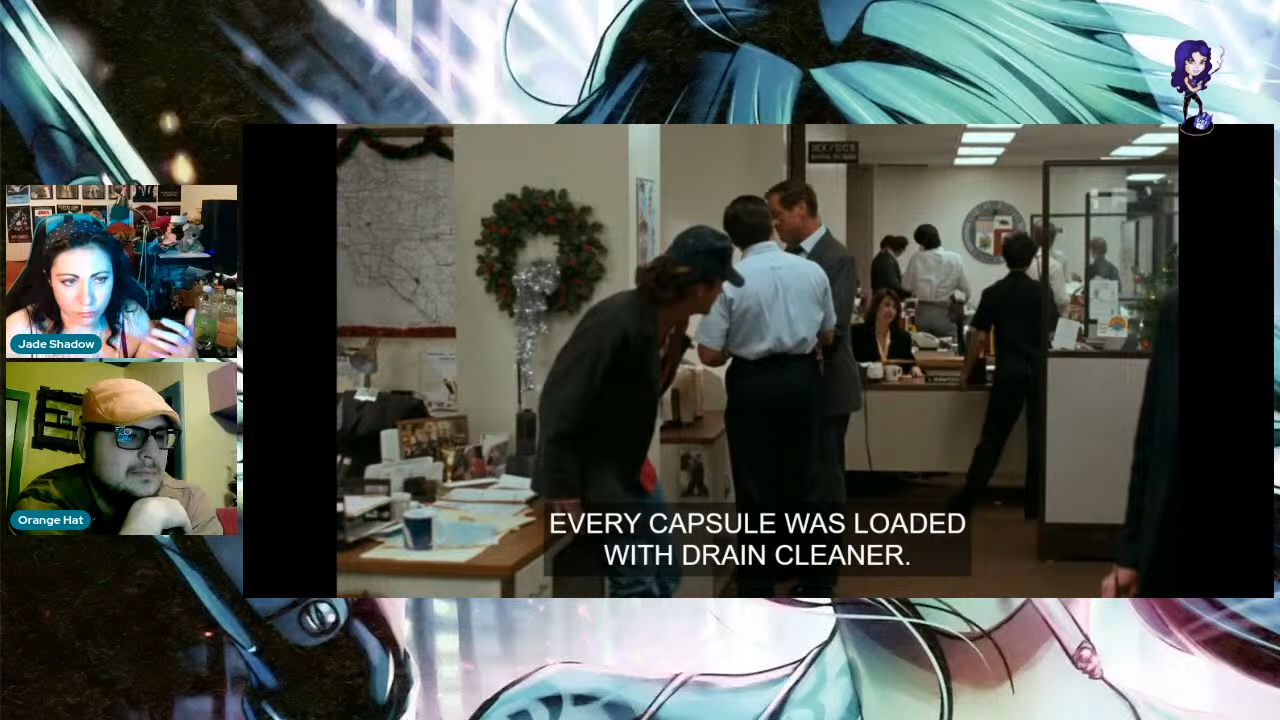 Jade Shadow
Orange Hat
EVERY CAPSULE WAS LOADED
WITH DRAIN CLEANER.